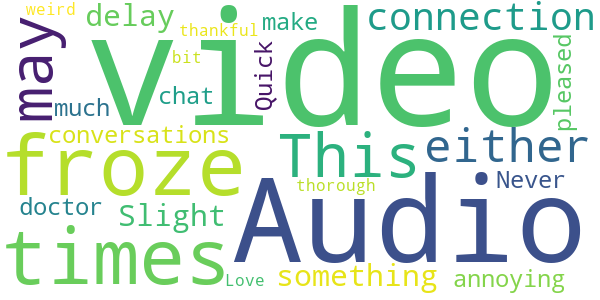 weird
delay
thankful
make
connection
may
video
bit
Quick
pleased
much
chat
conversations
froze
This
either
Audio
thorough
Never
doctor
Slight
times
Love
something
annoying